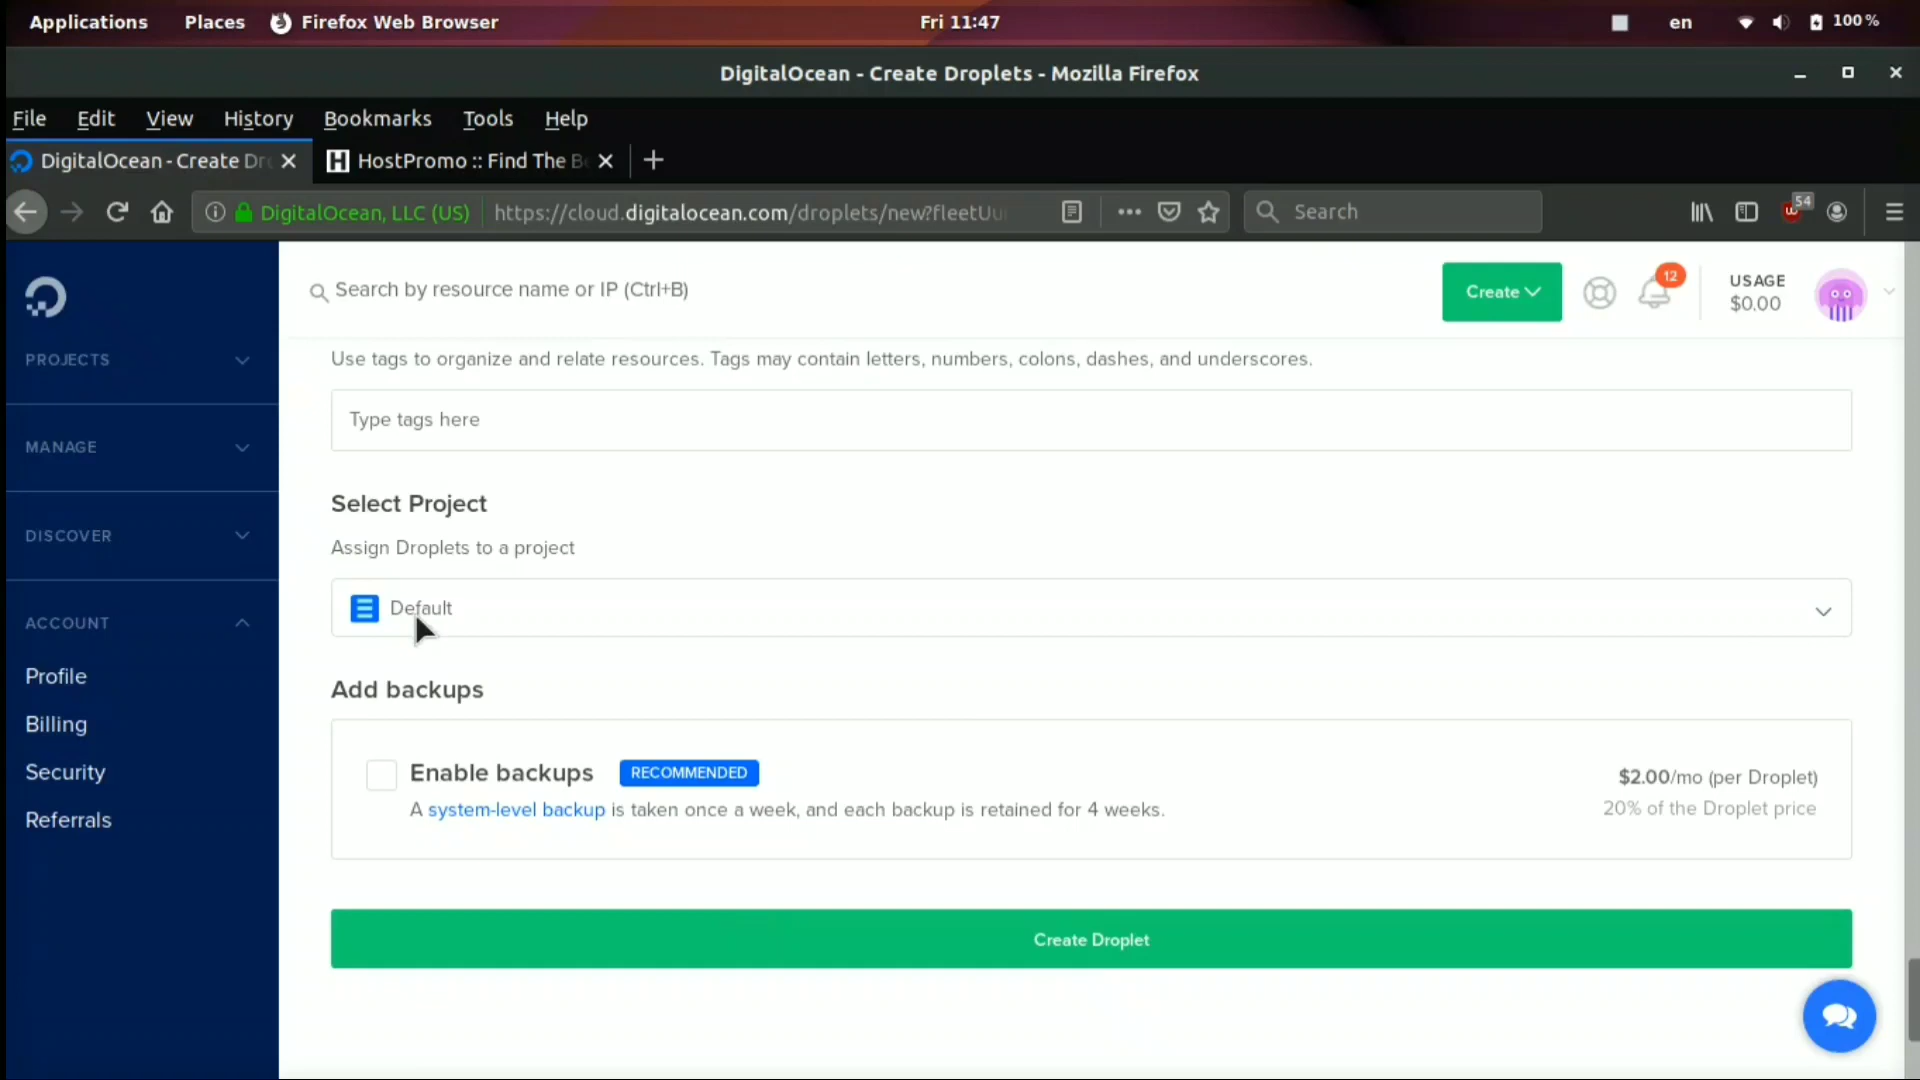 Applications Places Firefox Web Browser Fri 11:47 en 100 %
DigitalOcean - Create Droplets - Mozilla Firefox
File Edit View History Bookmarks Tools Help
DigitalOcean - Create Dr HostPromo :: Find The B
DigitalOcean, LLC (US) https://cloud.digitalocean.com/droplets/new?fleetUu Search 54
Search by resource name or IP (Ctrl+B) Create 12 USAGE
$0.00
PROJECTS
MANAGE
DISCOVER
ACCOUNT
Profile
Billing
Security
Referrals
Use tags to organize and relate resources. Tags may contain letters, numbers, colons, dashes, and underscores.
Type tags here
Select Project
Assign Droplets to a project
Default
Add backups
Enable backups RECOMMENDED $2.00/mo (per Droplet)
A system-level backup is taken once a week, and each backup is retained for 4 weeks. 20% of the Droplet price
Create Droplet